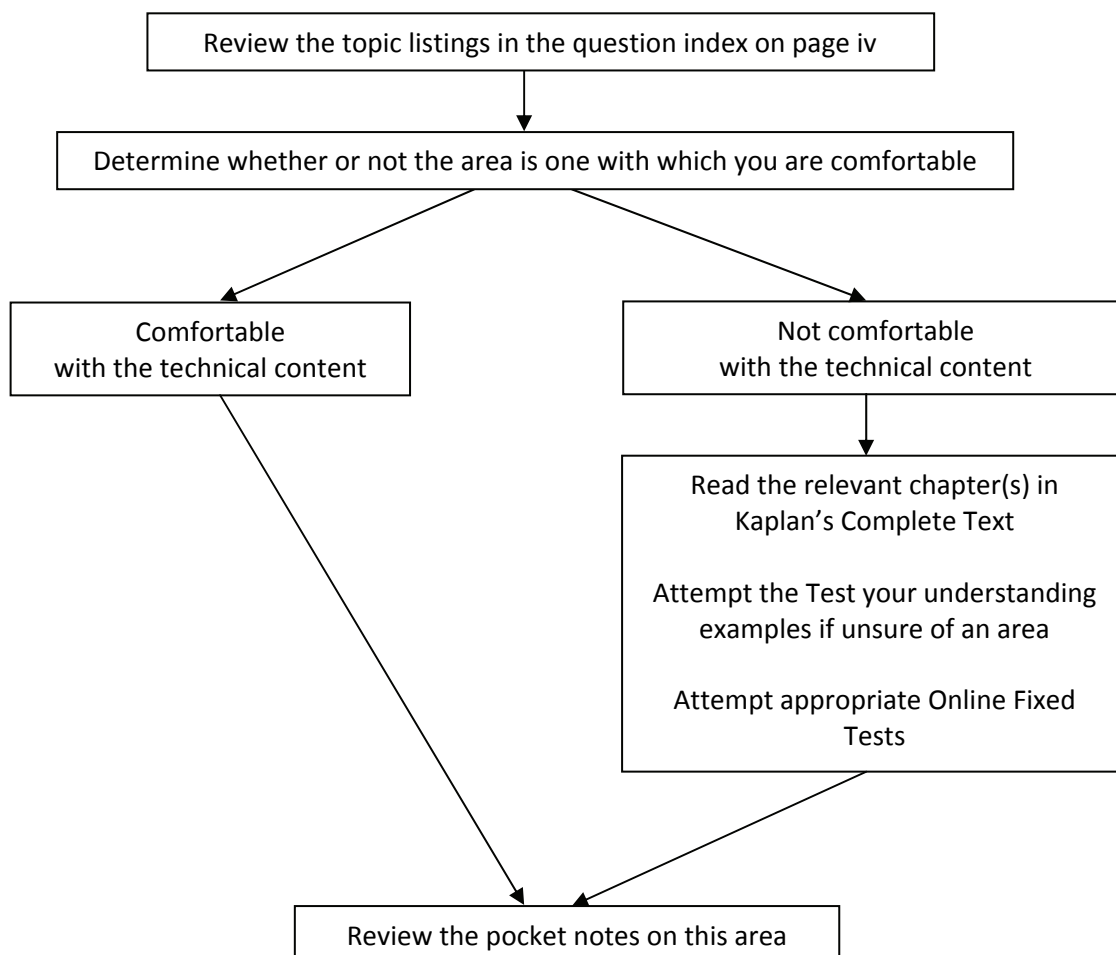 Review the topic listings in the question index on page iv
Determine whether or not the area is one with which you are comfortable
Comfortable
with the technical content
Not comfortable
with the technical content
Read the relevant chapter(s) in
Kaplan’s Complete Text
Attempt the Test your understanding
examples if unsure of an area
Attempt appropriate Online Fixed
Tests
Review the pocket notes on this area